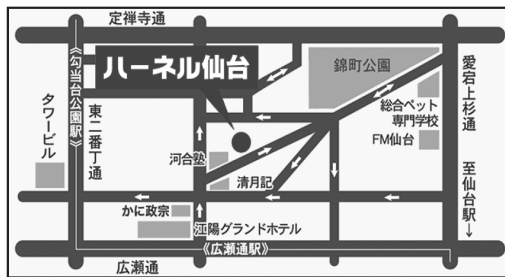 定禅寺通
《勾当台公園駅》
ハーネル仙台
錦町公園
愛宕上杉通
タワービル
東二番丁通
総合ペット
専門学校
FM仙台
河合塾
清月記
至仙台駅→
かに政宗
江陽グランドホテル
《広瀬通駅》
広瀬通